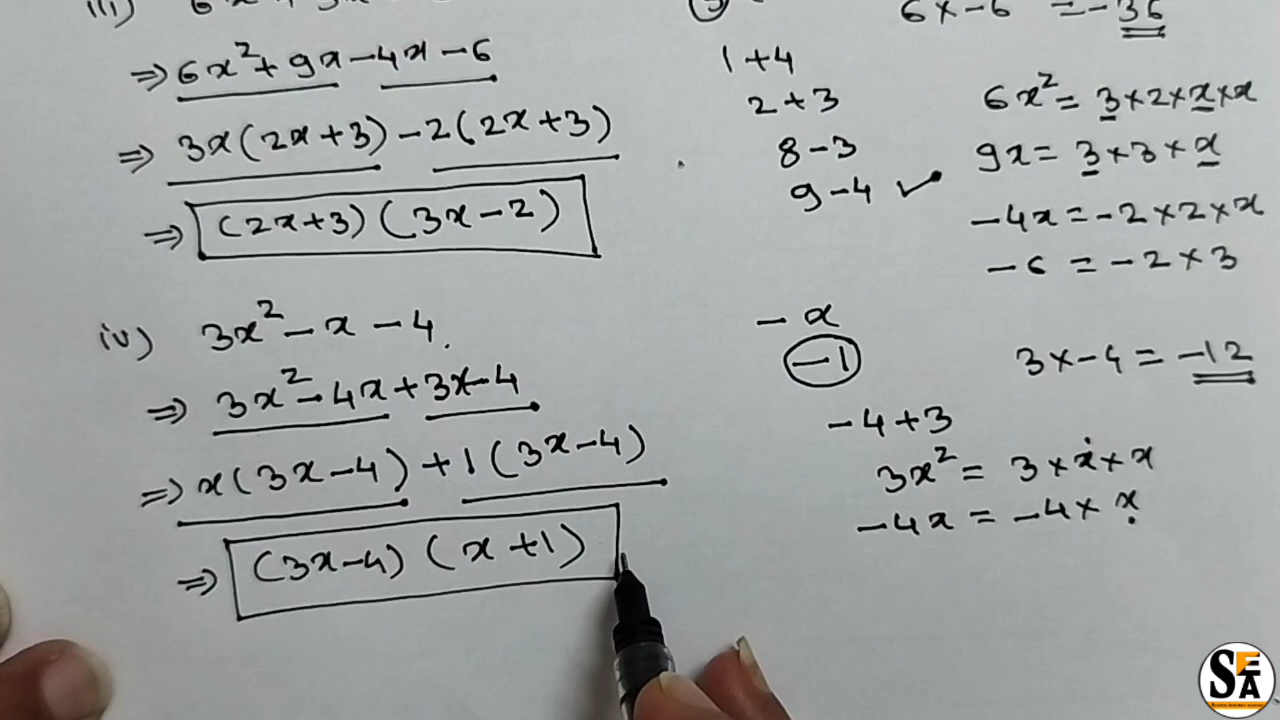 iii)
6x - 6 = - 36
⇒ 6x² + 9x - 4x - 6
⇒ 3x(2x+3) - 2(2x+3)
⇒ (2x+3)(3x-2)
1 + 4
2 + 3
8 - 3
9 - 4 ✓
6x² = 3×2×x×x
9x = 3×3×x
-4x = -2×2×x
-6 = -2×3
iv) 3x² - x - 4.
⇒ 3x² - 4x + 3x - 4
⇒ x(3x-4) + 1(3x-4)
⇒ (3x-4)(x+1)
- x
-1
3×-4 = -12
-4+3
3x² = 3×x×x
-4x = -4×x
SFA